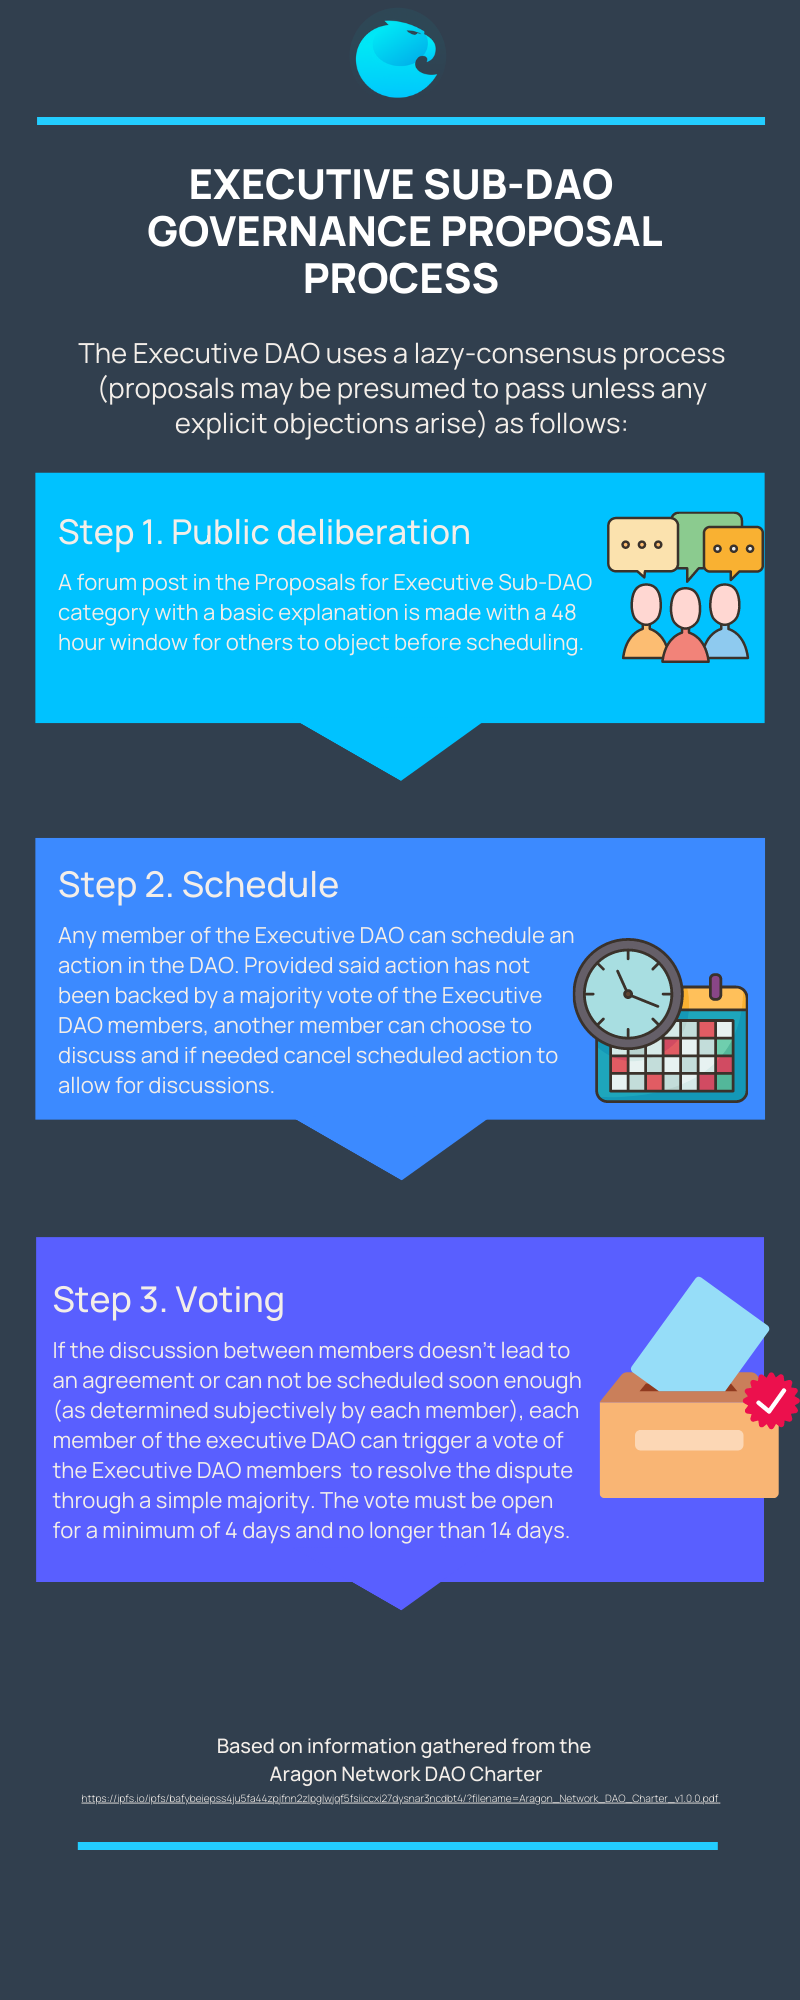 EXECUTIVE SUB-DAO
GOVERNANCE PROPOSAL
PROCESS
The Executive DAO uses a lazy-consensus process
(proposals may be presumed to pass unless any
explicit objections arise) as follows:
Step 1. Public deliberation
A forum post in the Proposals for Executive Sub-DAO
category with a basic explanation is made with a 48
hour window for others to object before scheduling.
Step 2. Schedule
Any member of the Executive DAO can schedule an
action in the DAO. Provided said action has not
been backed by a majority vote of the Executive
DAO members, another member can choose to
discuss and if needed cancel scheduled action to
allow for discussions.
Step 3. Voting
If the discussion between members doesn't lead to
an agreement or can not be scheduled soon enough
(as determined subjectively by each member), each
member of the executive DAO can trigger a vote of
the Executive DAO members to resolve the dispute
through a simple majority. The vote must be open
for a minimum of 4 days and no longer than 14 days.
Based on information gathered from the
Aragon Network DAO Charter
https://ipfs.io/ipfs/bafybeiepss4ju5fa44zpjfnn2zlpglwjgf5fsiiccxi27dysnar3ncdbt4/?filename=Aragon_Network_DAO_Charter_v1.0.0.pdf